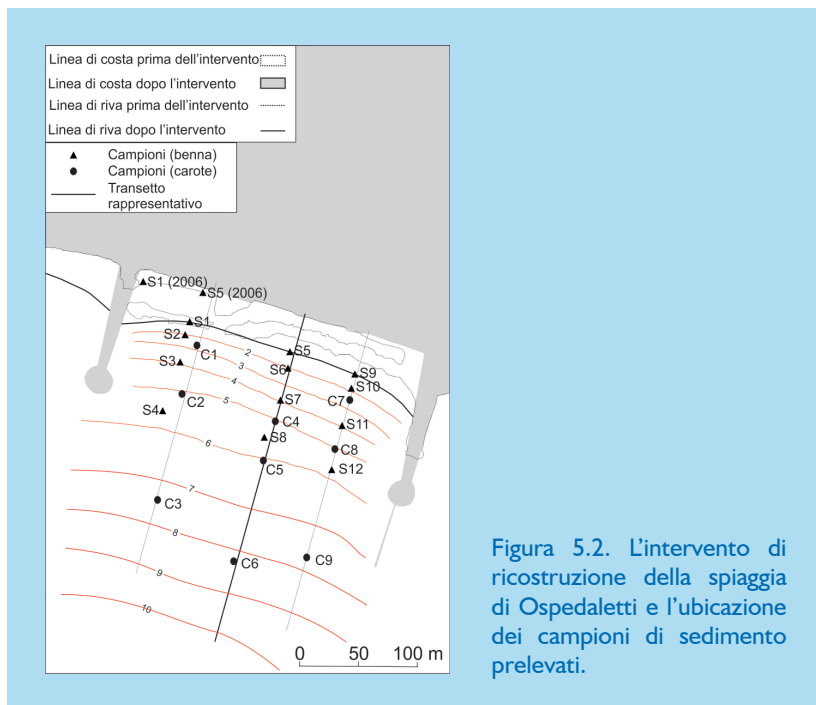 Linea di costa prima dell'intervento
Linea di costa dopo l'intervento
Linea di riva prima dell'intervento
Linea di riva dopo l'intervento
Campioni (benna)
Campioni (carote)
Transetto
rappresentativo
S1 (2006)
S5 (2006)
S1
S2
C1
S3
C2
S4
C3
S5
S6
S7
C4
S8
C5
C6
S9
S10
C7
S11
C8
S12
C9
2
3
4
5
6
7
8
9
10
0 50 100 m
Figura 5.2. L'intervento di
ricostruzione della spiaggia
di Ospedaletti e l'ubicazione
dei campioni di sedimento
prelevati.